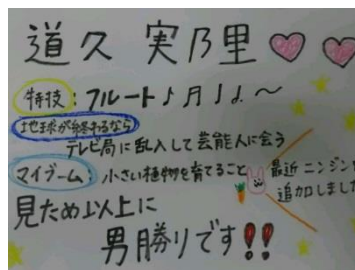 道久 実乃里♡♡
特技：フルート♪♬♩♩〜
地球が終わるなら
テレビ局に乱入して芸能人に会う
マイブーム：小さい植物を育てること
最近ニンジン
追加しました
見ため以上に
男勝りです!!